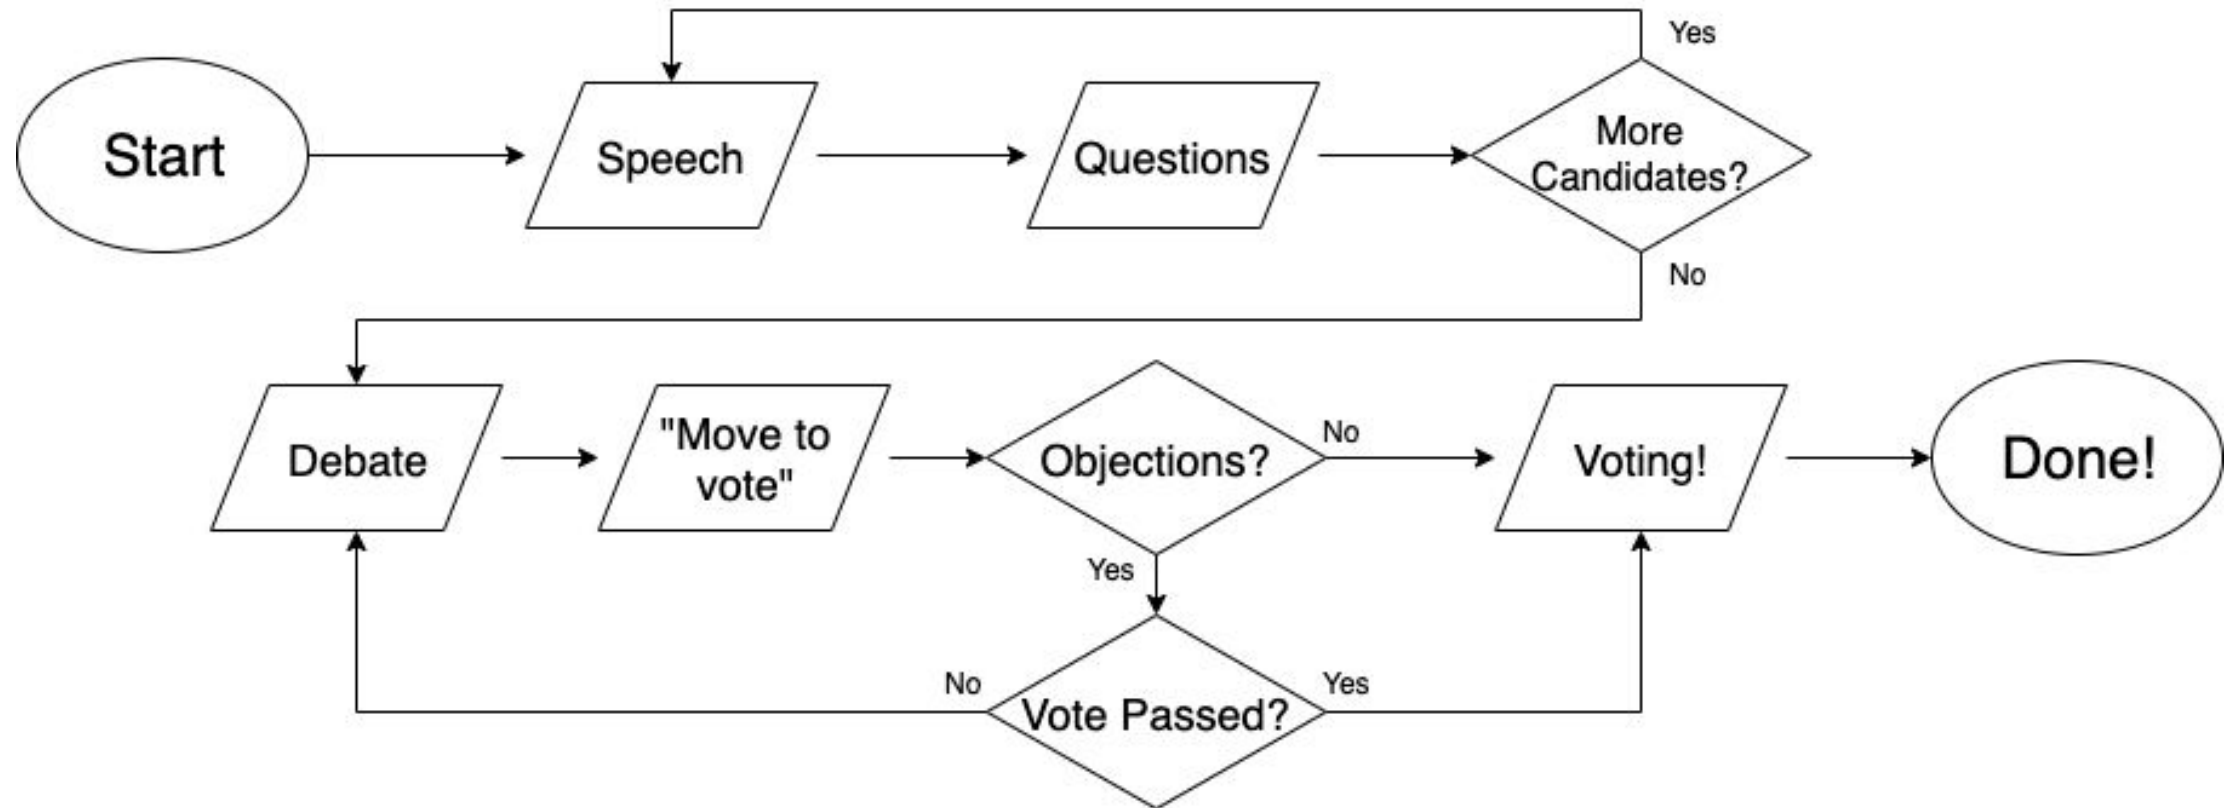 Yes
Start
Speech
Questions
More
Candidates?
No
Debate
"Move to
vote"
Objections?
No
Voting!
Done!
Yes
No
Vote Passed?
Yes